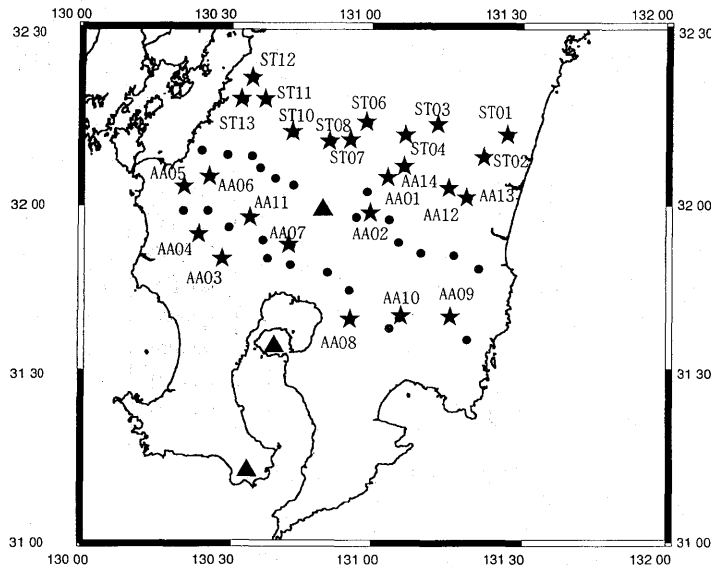 130 00 130 30 131 00 131 30 132 00
32 30 32 30
ST12
ST11
ST06
ST03
ST01
ST10
ST13
ST08
ST07
ST04
ST02
AA05
AA06
AA14
AA01
AA12
AA13
32 00 32 00
AA11
AA07
AA02
AA04
AA03
AA10
AA09
AA08
31 30 31 30
31 00 31 00
130 00 130 30 131 00 131 30 132 00